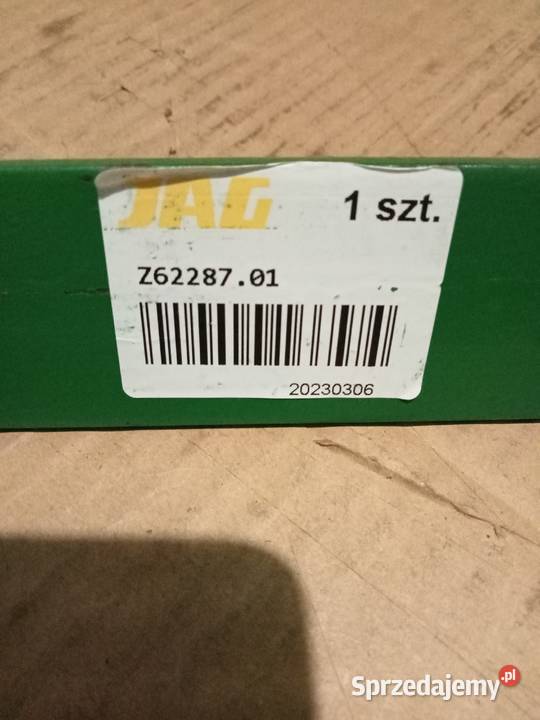 JAG 1 szt.
Z62287.01
20230306
Sprzedajemy.pl